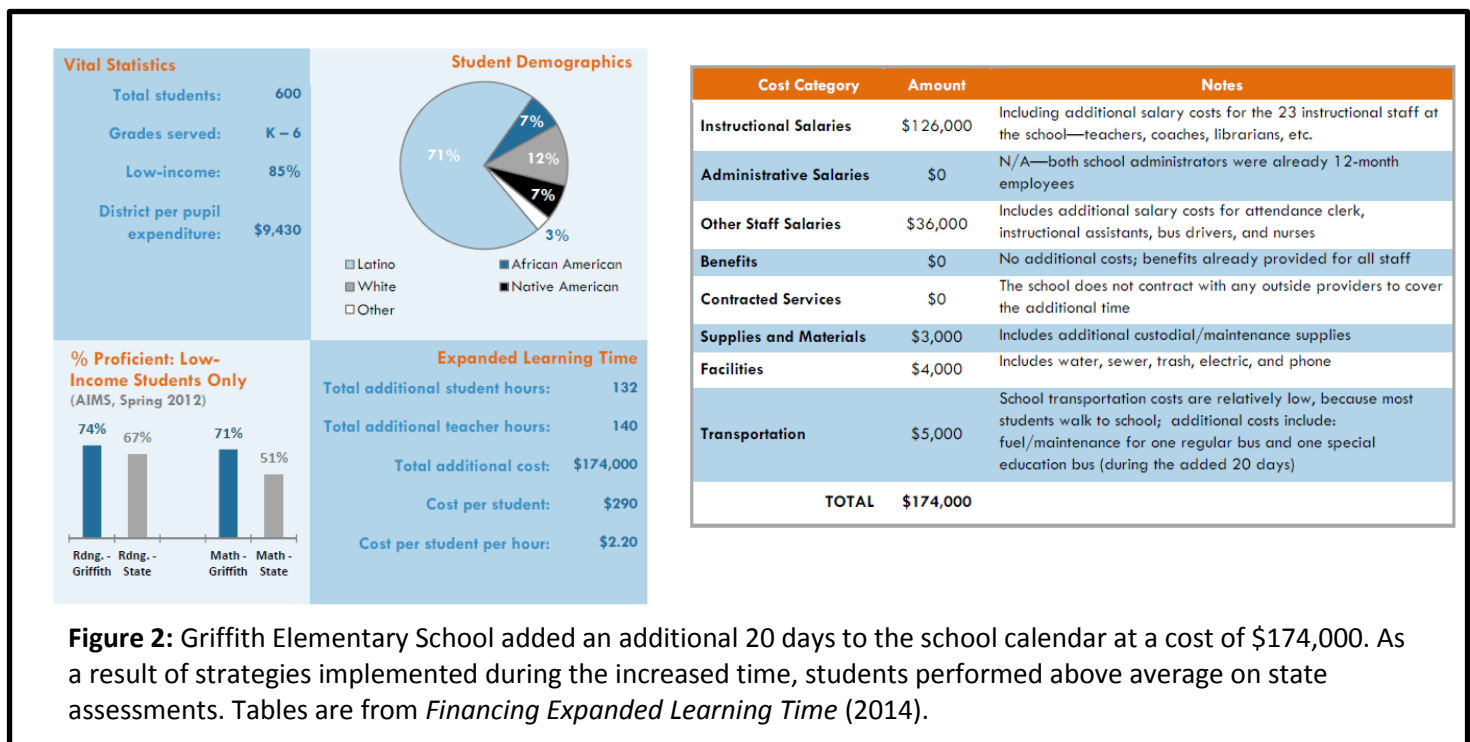 Vital Statistics
Total students: 600
Grades served: K – 6
Low-income: 85%
District per pupil
expenditure: $9,430
Student Demographics
71%
7%
12%
7%
3%
Latino
African American
White
Native American
Other
% Proficient: Low-
Income Students Only
(AIMS, Spring 2012)
74%
67%
71%
51%
Rdng. - Rdng. - Math - Math -
Griffith State Griffith State
Expanded Learning Time
Total additional student hours: 132
Total additional teacher hours: 140
Total additional cost: $174,000
Cost per student: $290
Cost per student per hour: $2.20
Cost Category Amount Notes
Instructional Salaries $126,000 Including additional salary costs for the 23 instructional staff at
the school—teachers, coaches, librarians, etc.
Administrative Salaries $0 N/A—both school administrators were already 12-month
employees
Other Staff Salaries $36,000 Includes additional salary costs for attendance clerk,
instructional assistants, bus drivers, and nurses
Benefits $0 No additional costs; benefits already provided for all staff
Contracted Services $0 The school does not contract with any outside providers to cover
the additional time
Supplies and Materials $3,000 Includes additional custodial/maintenance supplies
Facilities $4,000 Includes water, sewer, trash, electric, and phone
Transportation $5,000 School transportation costs are relatively low, because most
students walk to school; additional costs include:
fuel/maintenance for one regular bus and one special
education bus (during the added 20 days)
TOTAL $174,000
Figure 2: Griffith Elementary School added an additional 20 days to the school calendar at a cost of $174,000. As
a result of strategies implemented during the increased time, students performed above average on state
assessments. Tables are from Financing Expanded Learning Time (2014).